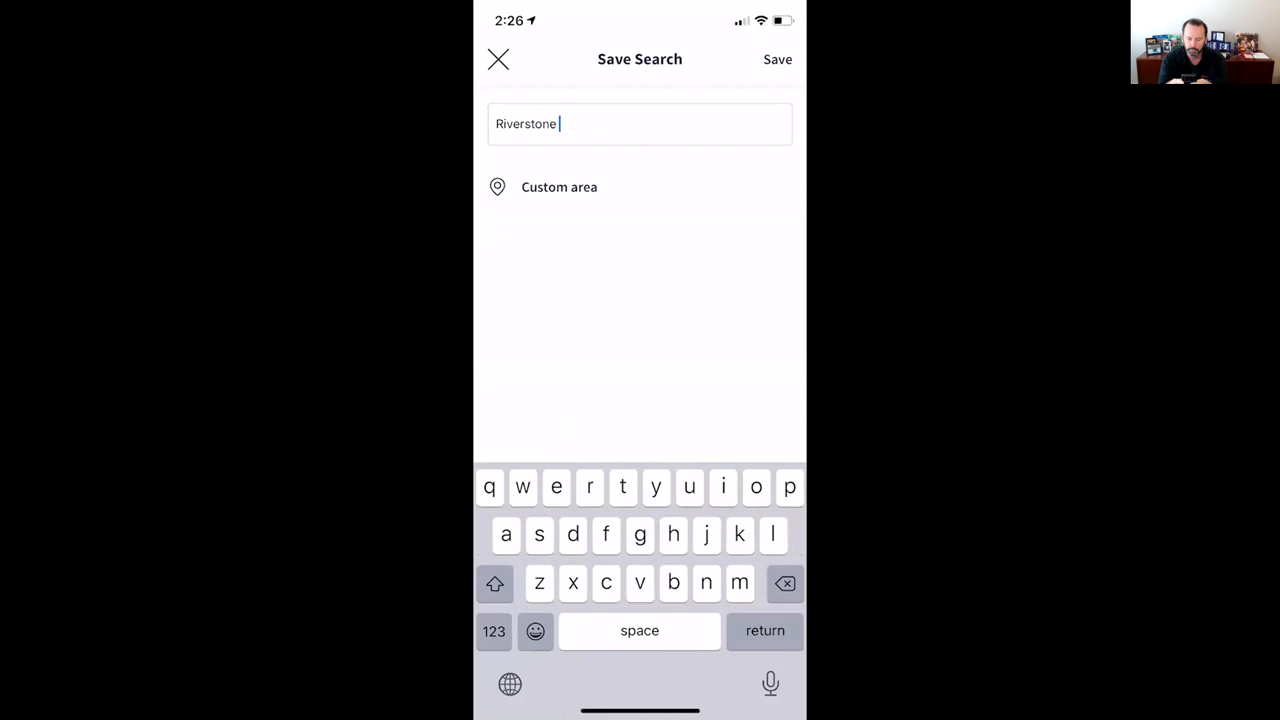 2:26
Save Search
Save
Riverstone
Custom area
q w e r t y u i o p
a s d f g h j k l
z x c v b n m
123 space return